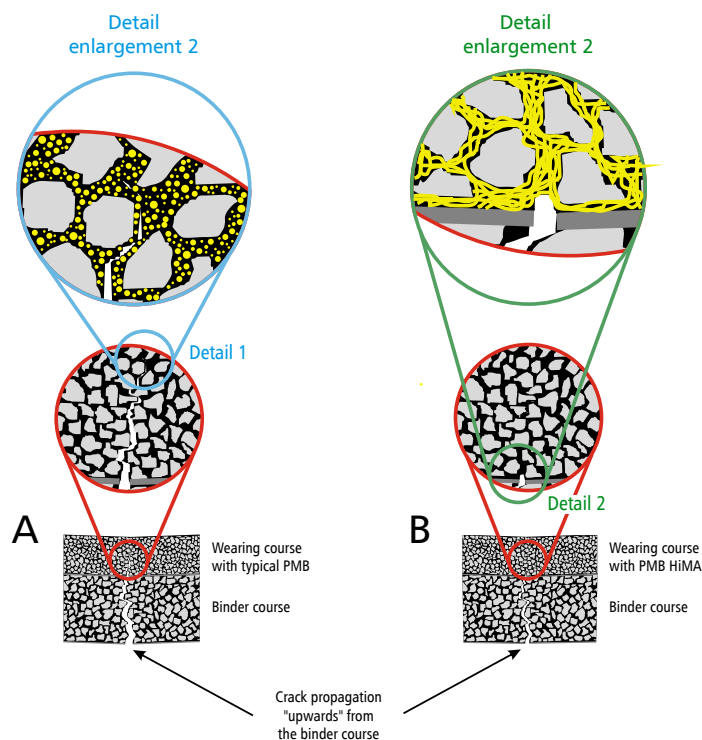 Detail
enlargement 2
Detail
enlargement 2
Detail 1
Detail 2
A
Wearing course
with typical PMB
Binder course
B
Wearing course
with PMB HiMA
Binder course
Crack propagation
"upwards" from
the binder course